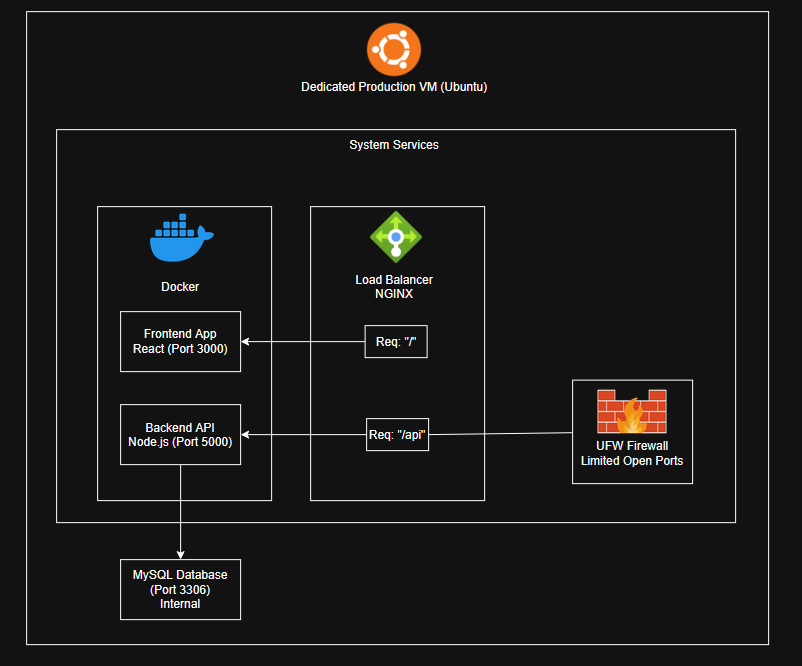 Dedicated Production VM (Ubuntu)
System Services
Docker
Load Balancer
NGINX
Frontend App
React (Port 3000)
Req: "/"
Backend API
Node.js (Port 5000)
Req: "/api"
UFW Firewall
Limited Open Ports
MySQL Database
(Port 3306)
Internal